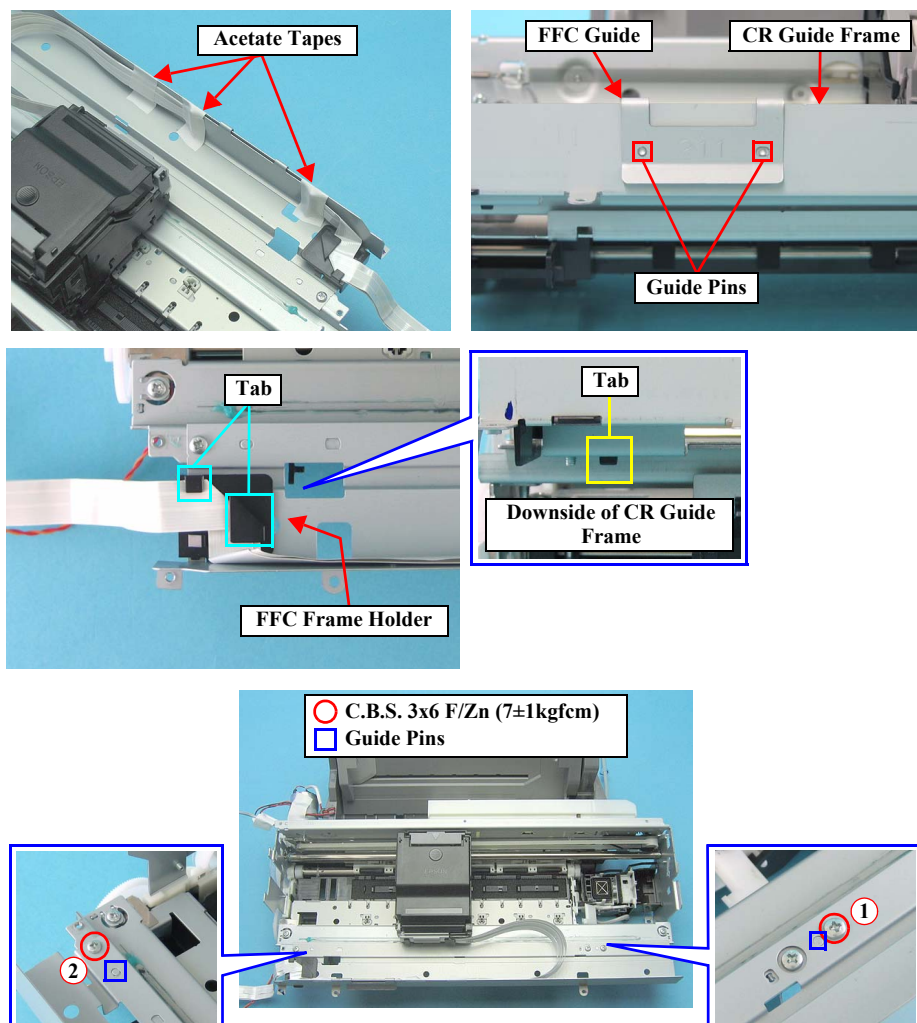 Acetate Tapes
EPSON
FFC Guide
CR Guide Frame
Guide Pins
Tab
FFC Frame Holder
Tab
Downside of CR Guide
Frame
C.B.S. 3x6 F/Zn (7±1kgfcm)
Guide Pins
2
1